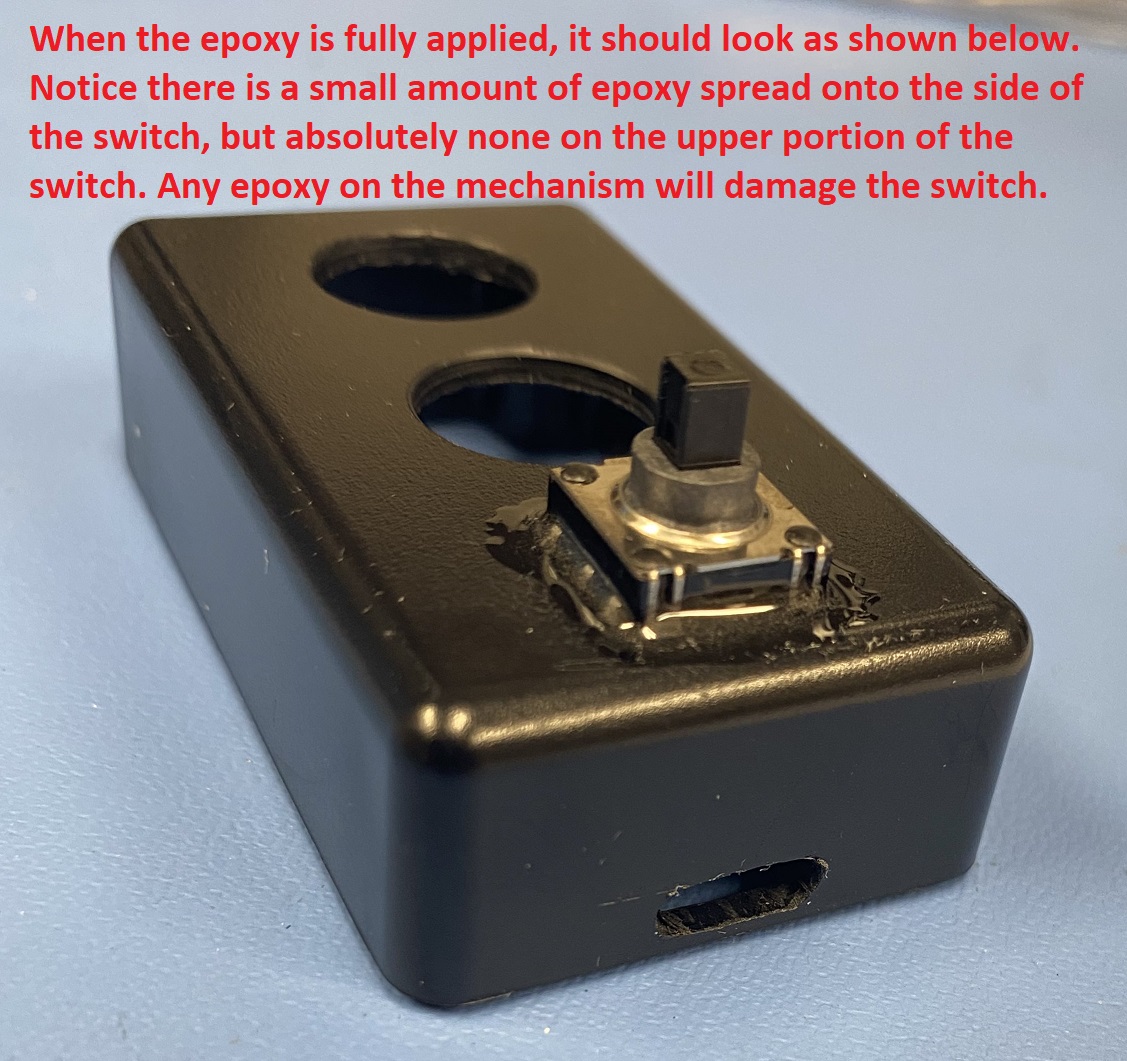 When the epoxy is fully applied, it should look as shown below.
Notice there is a small amount of epoxy spread onto the side of
the switch, but absolutely none on the upper portion of the
switch. Any epoxy on the mechanism will damage the switch.